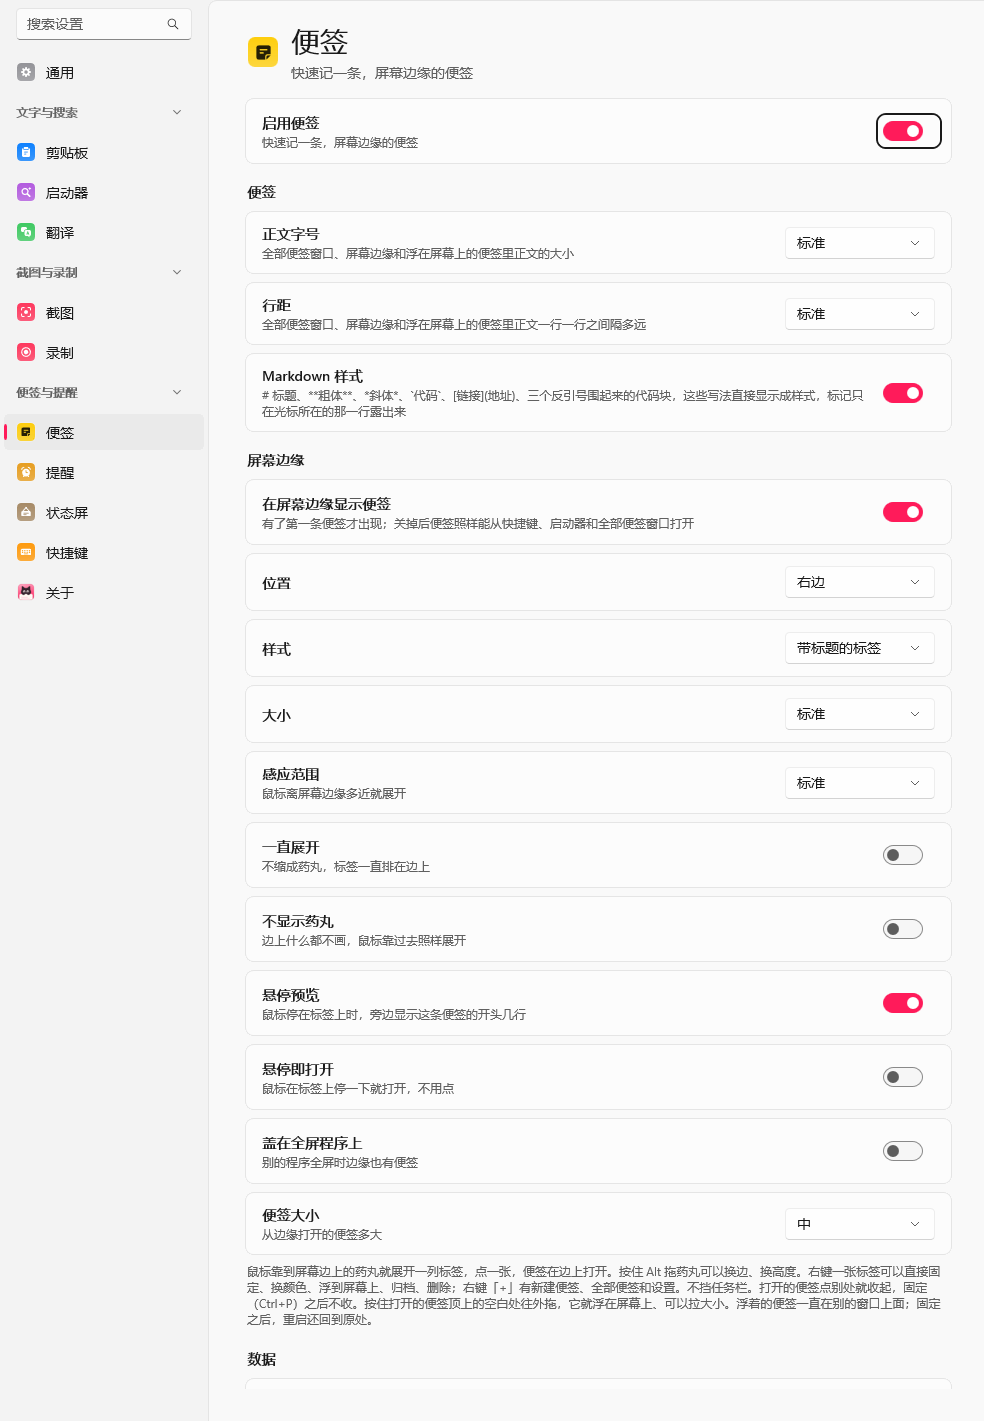 搜索设置
通用
文字与搜索
剪贴板
启动器
翻译
截图与录制
截图
录制
便签与提醒
便签
提醒
状态屏
快捷键
关于
便签
快速记一条，屏幕边缘的便签
启用便签
快速记一条，屏幕边缘的便签
便签
正文字号
全部便签窗口、屏幕边缘和浮在屏幕上的便签里正文的大小
标准
行距
全部便签窗口、屏幕边缘和浮在屏幕上的便签里正文一行一行之间隔多远
标准
Markdown 样式
# 标题、**粗体**、*斜体*、`代码`、[链接](地址)、三个反引号围起来的代码块，这些写法直接显示成样式，标记只
在光标所在的那一行露出来
屏幕边缘
在屏幕边缘显示便签
有了第一条便签才出现；关掉后便签照样能从快捷键、启动器和全部便签窗口打开
位置
右边
样式
带标题的标签
大小
标准
感应范围
鼠标离屏幕边缘多近就展开
标准
一直展开
不缩成药丸，标签一直排在边上
不显示药丸
边上什么都不画，鼠标靠过去照样展开
悬停预览
鼠标停在标签上时，旁边显示这条便签的开头几行
悬停即打开
鼠标在标签上停一下就打开，不用点
盖在全屏程序上
别的程序全屏时边缘也有便签
便签大小
从边缘打开的便签多大
中
鼠标靠到屏幕边上的药丸就展开一列标签，点一张，便签在边上打开。按住 Alt 拖药丸可以换边、换高度。右键一张标签可以直接固
定、换颜色、浮到屏幕上、归档、删除；右键「+」有新建便签、全部便签和设置。不挡任务栏。打开的便签点别处就收起，固定
（Ctrl+P）之后不收。按住打开的便签顶上的空白处往外拖，它就浮在屏幕上、可以拉大小。浮着的便签一直在别的窗口上面；固定
之后，重启还回到原处。
数据